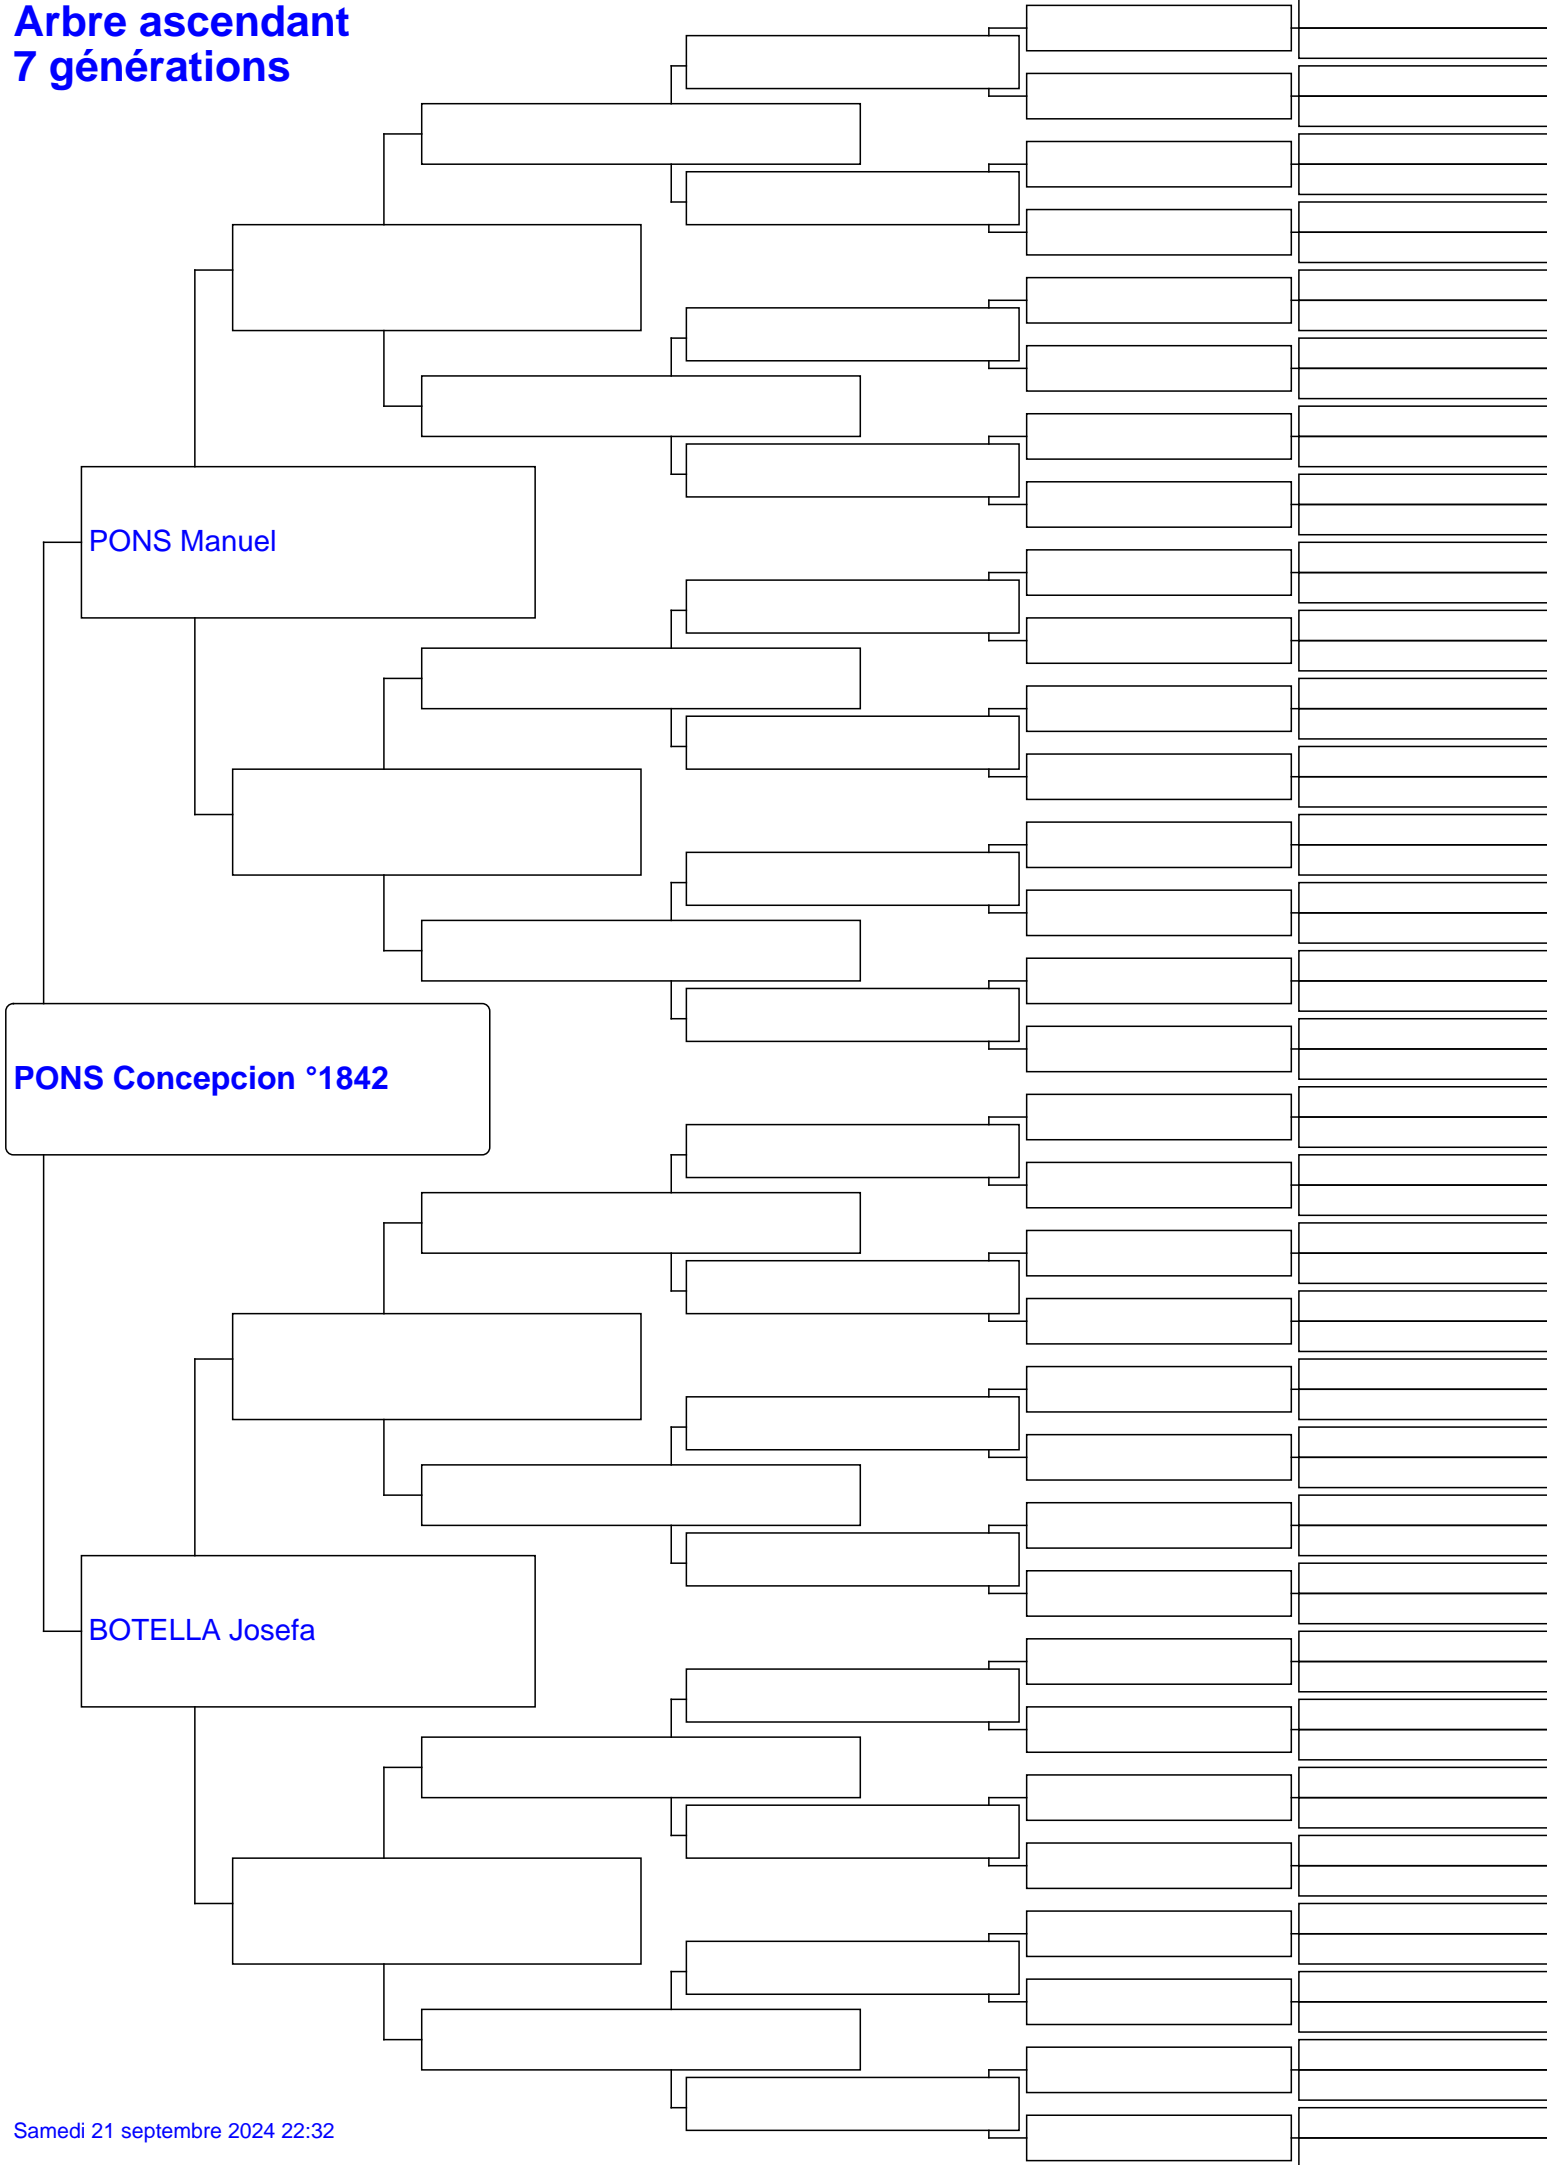 Arbre ascendant
7 générations
PONS Manuel
PONS Concepcion °1842
BOTELLA Josefa
Samedi 21 septembre 2024 22:32